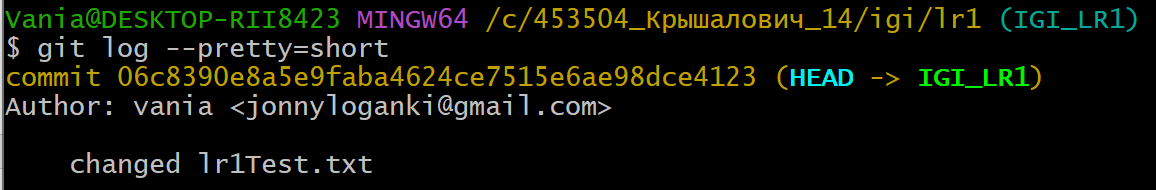 Vania@DESKTOP-RII8423 MINGW64 /c/453504_Крышалович_14/igi/lr1 (IGI_LR1)
$ git log --pretty=short
commit 06c8390e8a5e9faba4624ce7515e6ae98dce4123 (HEAD -> IGI_LR1)
Author: vania <jonnyloganki@gmail.com>
changed lr1Test.txt